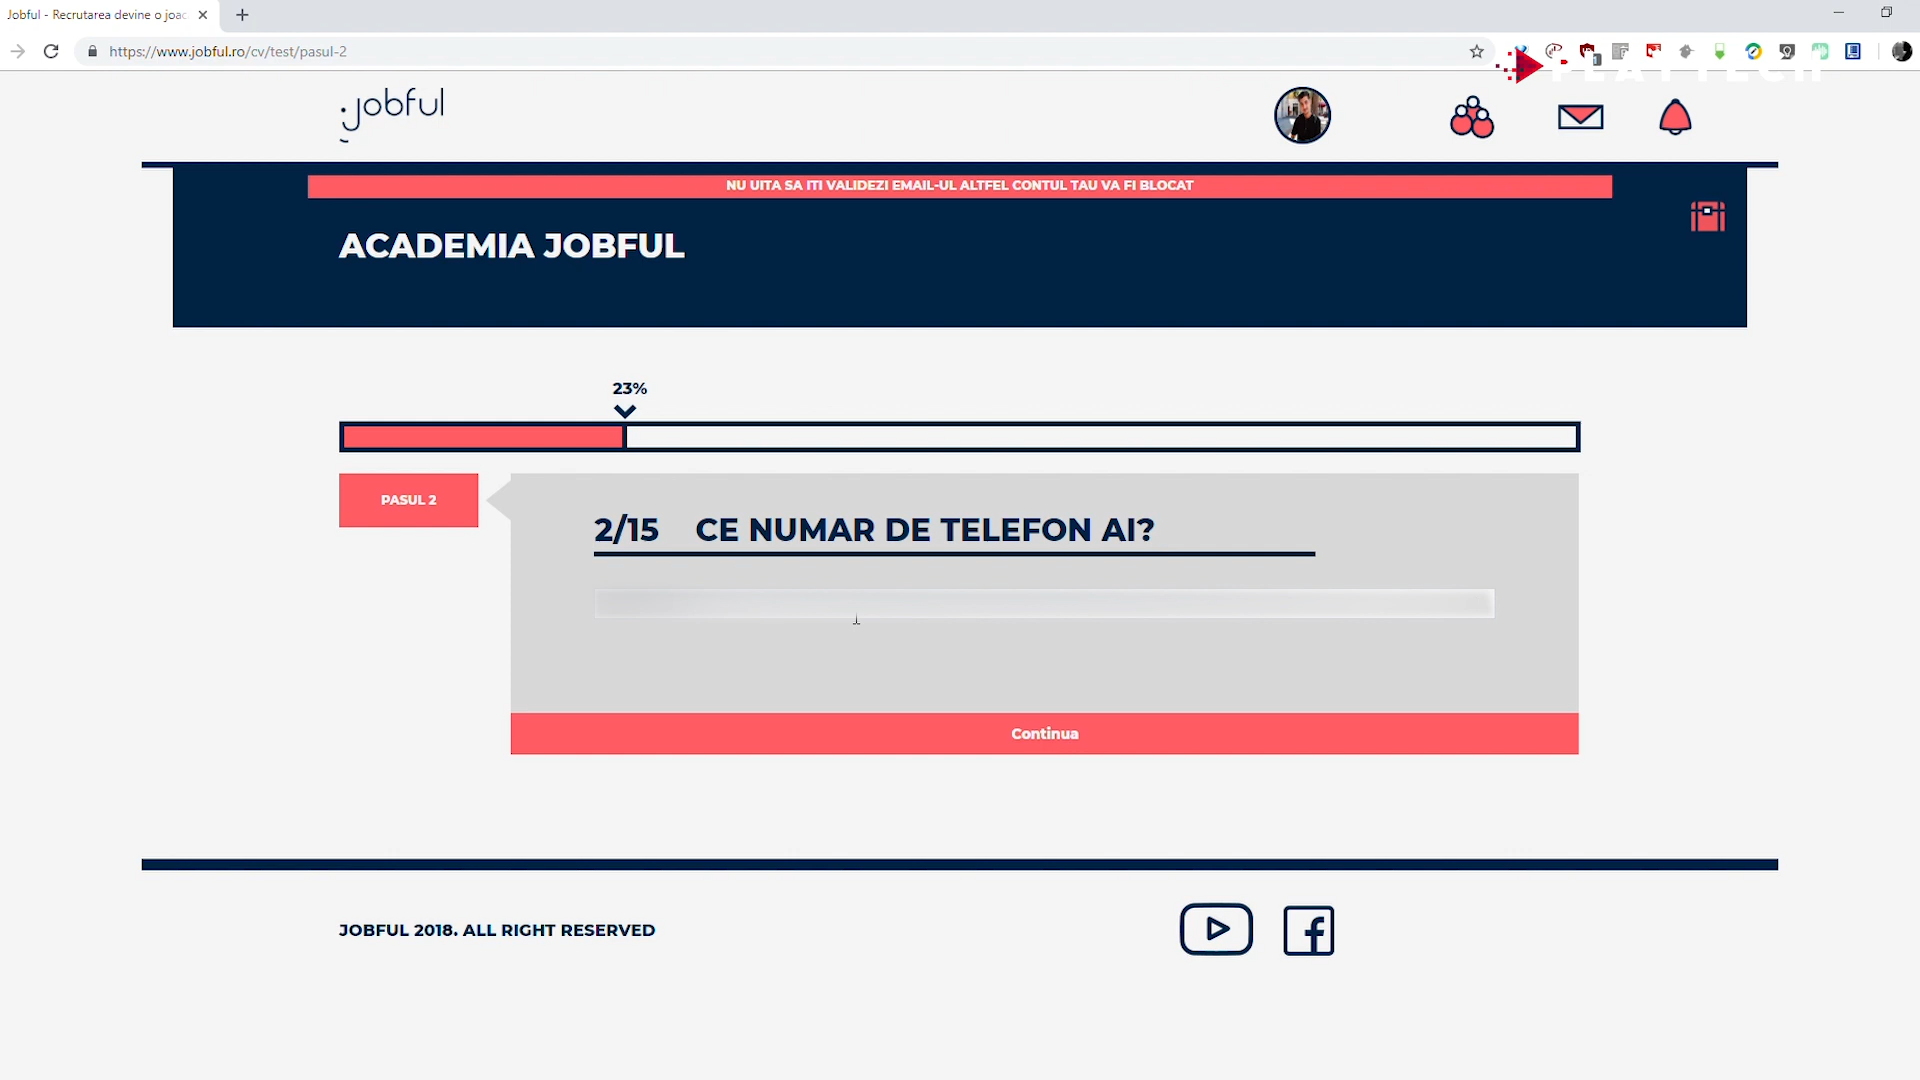 Jobful - Recrutarea devine o joac
https://www.jobful.ro/cv/test/pasul-2
PLAYTECH
jobful
NU UITA SA ITI VALIDEZI EMAIL-UL ALTFEL CONTUL TAU VA FI BLOCAT
ACADEMIA JOBFUL
23%
PASUL 2
2/15 CE NUMAR DE TELEFON AI?
Continua
JOBFUL 2018. ALL RIGHT RESERVED